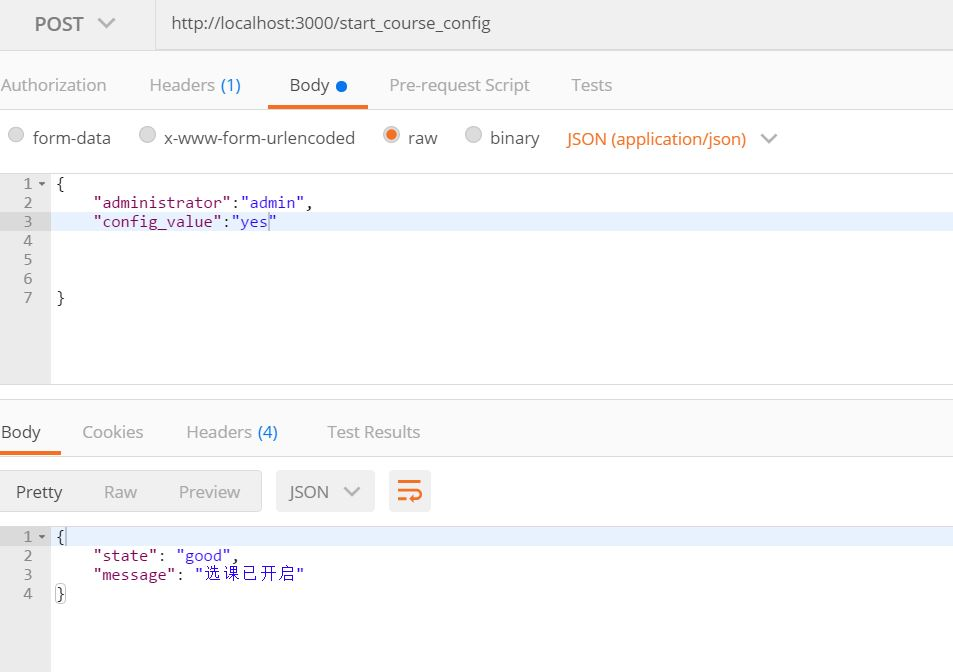 POST http://localhost:3000/start_course_config
Authorization Headers (1) Body Pre-request Script Tests
form-data x-www-form-urlencoded raw binary JSON (application/json)
1 {
2 "administrator":"admin",
3 "config_value":"yes"
4
5
6
7 }
Body Cookies Headers (4) Test Results
Pretty Raw Preview JSON
1 {
2 "state": "good",
3 "message": "选课已开启"
4 }